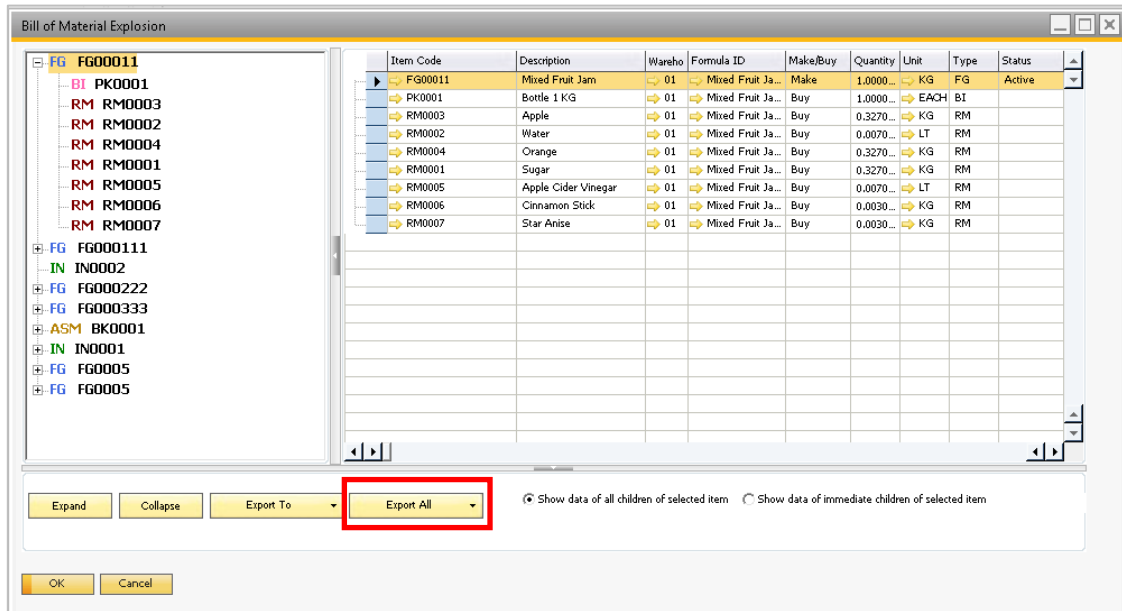 Bill of Material Explosion
FG FG00011
BI PK0001
RM RM0003
RM RM0002
RM RM0004
RM RM0001
RM RM0005
RM RM0006
RM RM0007
FG FG000111
IN IN0002
FG FG000222
FG FG000333
ASM BK0001
IN IN0001
FG FG0005
FG FG0005
Item Code Description Wareho Formula ID Make/Buy Quantity Unit Type Status
FG00011 Mixed Fruit Jam 01 Mixed Fruit Ja... Make 1.0000... KG FG Active
PK0001 Bottle 1 KG 01 Mixed Fruit Ja... Buy 1.0000... EACH BI
RM0003 Apple 01 Mixed Fruit Ja... Buy 0.3270... KG RM
RM0002 Water 01 Mixed Fruit Ja... Buy 0.0070... LT RM
RM0004 Orange 01 Mixed Fruit Ja... Buy 0.3270... KG RM
RM0001 Sugar 01 Mixed Fruit Ja... Buy 0.3270... KG RM
RM0005 Apple Cider Vinegar 01 Mixed Fruit Ja... Buy 0.0070... LT RM
RM0006 Cinnamon Stick 01 Mixed Fruit Ja... Buy 0.0030... KG RM
RM0007 Star Anise 01 Mixed Fruit Ja... Buy 0.0030... KG RM
Expand Collapse Export To Export All Show data of all children of selected item Show data of immediate children of selected item
OK Cancel